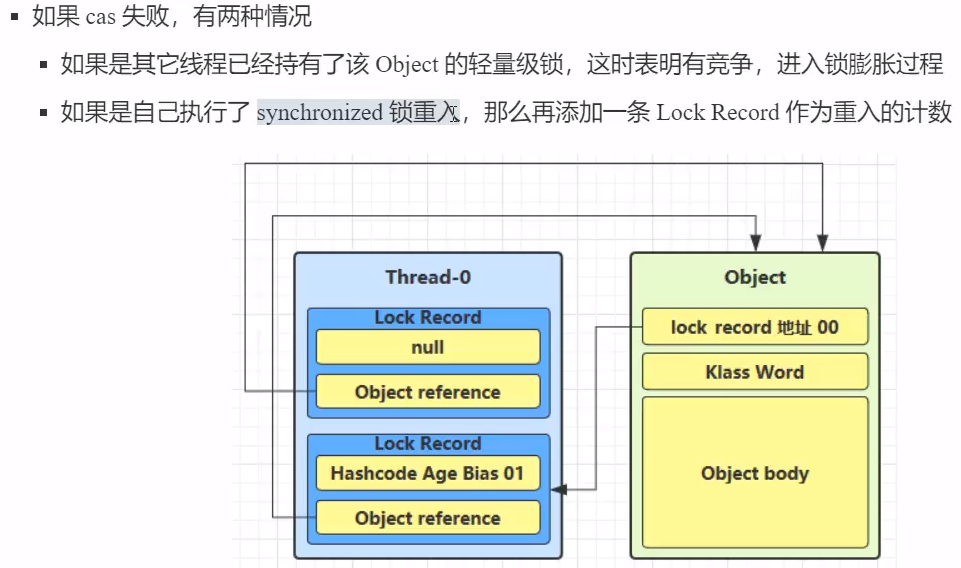 如果 cas 失败，有两种情况
如果是其它线程已经持有了该 Object 的轻量级锁，这时表明有竞争，进入锁膨胀过程
如果是自己执行了 synchronized 锁重入，那么再添加一条 Lock Record 作为重入的计数
Thread-0
Lock Record
null
Object reference
Lock Record
Hashcode Age Bias 01
Object reference
Object
lock record 地址 00
Klass Word
Object body